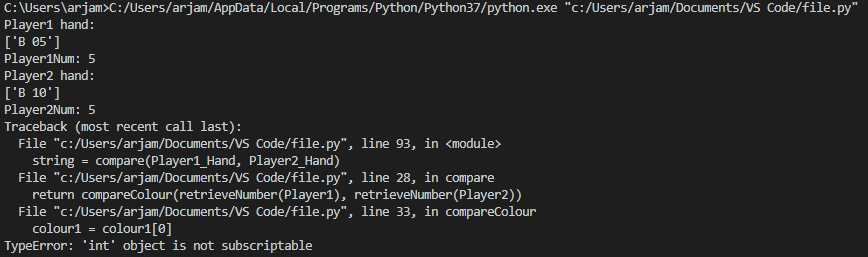 C:\Users\arjam>C:/Users/arjam/AppData/Local/Programs/Python/Python37/python.exe "c:/Users/arjam/Documents/VS Code/file.py"
Player1 hand:
['B 05']
Player1Num: 5
Player2 hand:
['B 10']
Player2Num: 5
Traceback (most recent call last):
  File "c:/Users/arjam/Documents/VS Code/file.py", line 93, in <module>
    string = compare(Player1_Hand, Player2_Hand)
  File "c:/Users/arjam/Documents/VS Code/file.py", line 28, in compare
    return compareColour(retrieveNumber(Player1), retrieveNumber(Player2))
  File "c:/Users/arjam/Documents/VS Code/file.py", line 33, in compareColour
    colour1 = colour1[0]
TypeError: 'int' object is not subscriptable